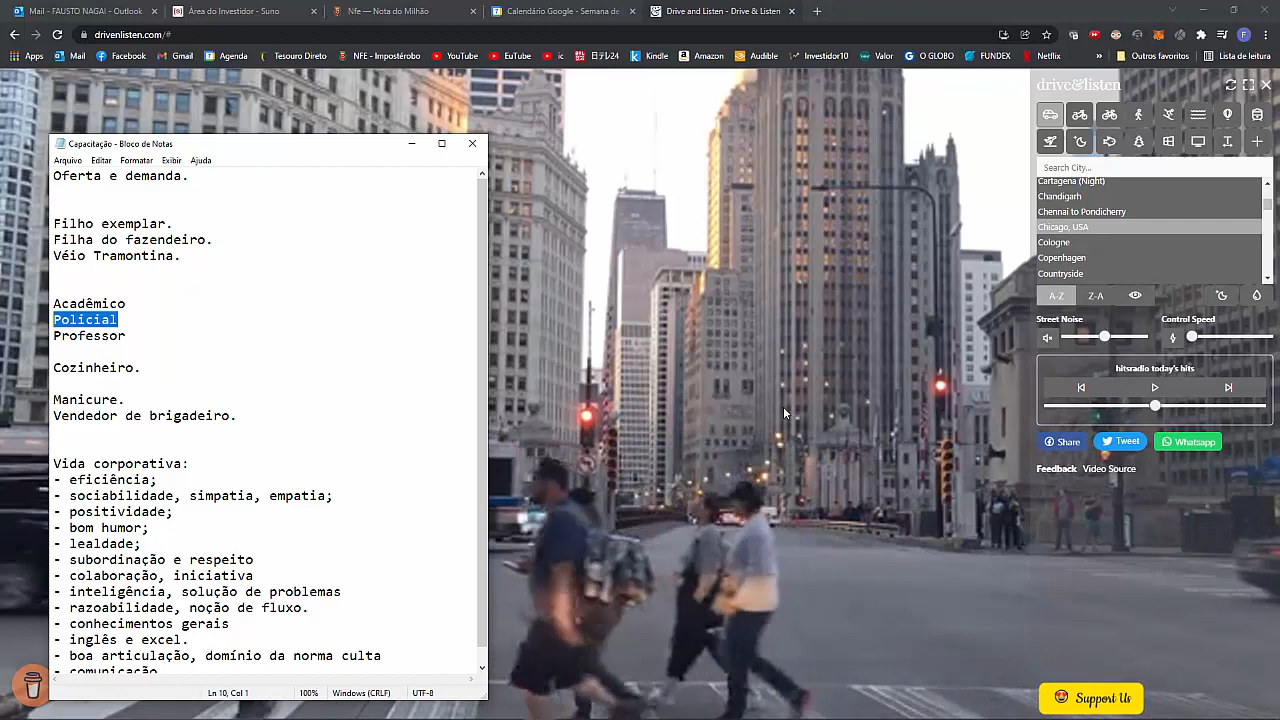 Mail - FAUSTO NAGAI - Outlook
Área do Investidor - Suno
Nfe — Nota do Milhão
Calendário Google - Semana de
Drive and Listen - Drive & Listen
drivenlisten.com/#
Apps
Mail
Facebook
Gmail
Agenda
Tesouro Direto
NFE - Impostérobo
YouTube
EuTube
ic
日テレ24
Kindle
Amazon
Audible
Investidor10
Valor
O GLOBO
FUNDEX
Netflix
»
Outros favoritos
Lista de leitura
Capacitação - Bloco de Notas
Arquivo Editar Formatar Exibir Ajuda
Oferta e demanda.
Filho exemplar.
Filha do fazendeiro.
Véio Tramontina.
Acadêmico
Policial
Professor
Cozinheiro.
Manicure.
Vendedor de brigadeiro.
Vida corporativa:
- eficiência;
- sociabilidade, simpatia, empatia;
- positividade;
- bom humor;
- lealdade;
- subordinação e respeito
- colaboração, iniciativa
- inteligência, solução de problemas
- razoabilidade, noção de fluxo.
- conhecimentos gerais
- inglês e excel.
- boa articulação, domínio da norma culta
- comunicação
Ln 10, Col 1
100%
Windows (CRLF)
UTF-8
drive&listen
Search City...
Cartagena (Night)
Chandigarh
Chennai to Pondicherry
Chicago, USA
Cologne
Copenhagen
Countryside
A-Z
Z-A
Street Noise
Control Speed
hitsradio today's hits
Share
Tweet
Whatsapp
Feedback Video Source
Support Us